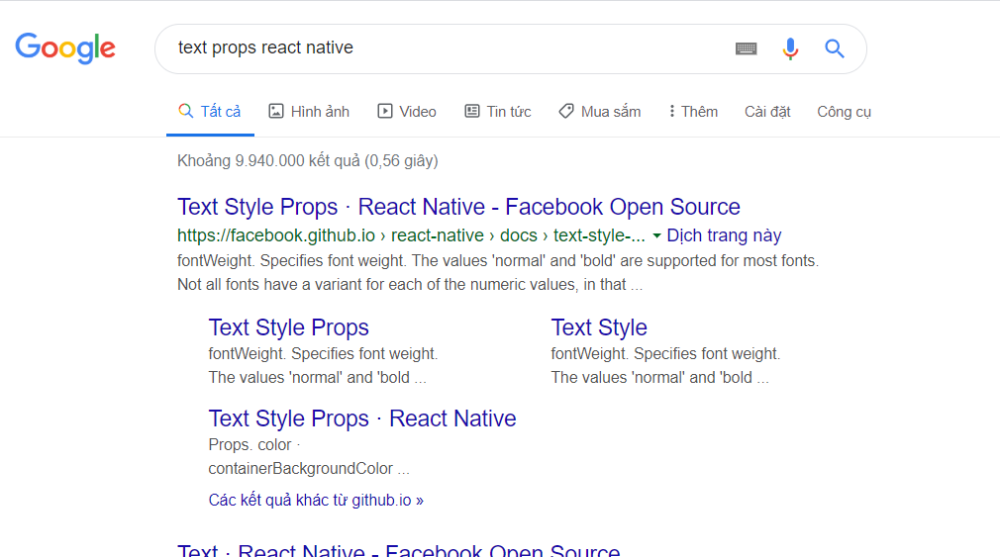 Google
text props react native
Tất cả Hình ảnh Video Tin tức Mua sắm Thêm Cài đặt Công cụ
Khoảng 9.940.000 kết quả (0,56 giây)
Text Style Props · React Native - Facebook Open Source
https://facebook.github.io › react-native › docs › text-style-... Dịch trang này
fontWeight. Specifies font weight. The values 'normal' and 'bold' are supported for most fonts.
Not all fonts have a variant for each of the numeric values, in that ...
Text Style Props
fontWeight. Specifies font weight.
The values 'normal' and 'bold ...
Text Style
fontWeight. Specifies font weight.
The values 'normal' and 'bold ...
Text Style Props · React Native
Props. color ·
containerBackgroundColor ...
Các kết quả khác từ github.io »
Text · React Native - Facebook Open Source